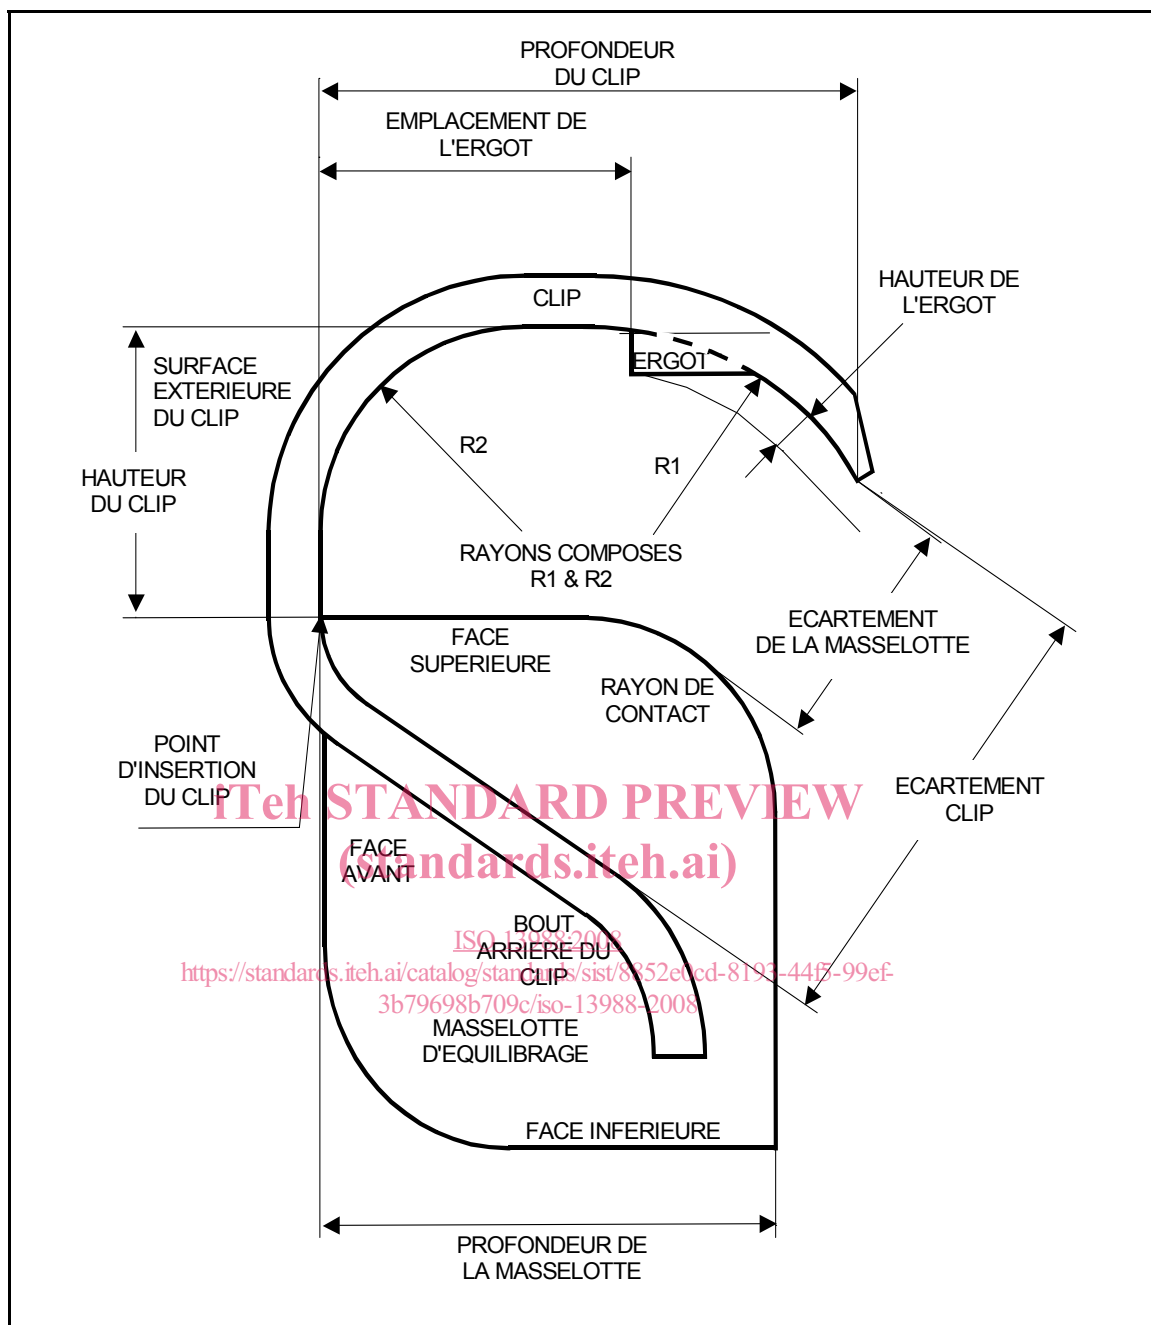 PROFONDEUR
DU CLIP
EMPLACEMENT DE
L'ERGOT
CLIP
HAUTEUR DE
L'ERGOT
SURFACE
EXTERIEURE
DU CLIP
ERGOT
R2
R1
HAUTEUR
DU CLIP
RAYONS COMPOSES
R1 & R2
FACE
SUPERIEURE
ECARTEMENT
DE LA MASSELOTTE
RAYON DE
CONTACT
POINT
D'INSERTION
DU CLIP
ECARTEMENT
CLIP
iTeh STANDARD PREVIEW
(standards.iteh.ai)
FACE
AVANT
BOUT
ARRIERE DU
CLIP
ISO 13988:2008
https://standards.iteh.ai/catalog/standards/sist/8852e0cd-8193-44f5-99ef-
3b79698b709c/iso-13988-2008
MASSELOTTE
D'EQUILIBRAGE
FACE INFERIEURE
PROFONDEUR DE
LA MASSELOTTE